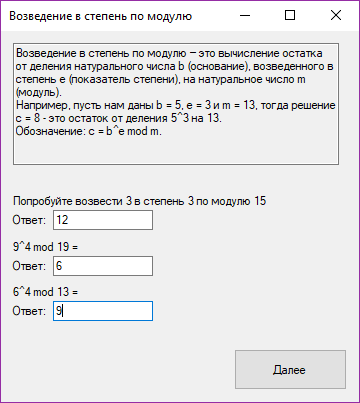 Возведение в степень по модулю
Возведение в степень по модулю – это вычисление остатка
от деления натурального числа b (основание), возведенного в
степень e (показатель степени), на натуральное число m
(модуль).
Например, пусть нам даны b = 5, e = 3 и m = 13, тогда решение
c = 8 - это остаток от деления 5^3 на 13.
Обозначение: c = b^e mod m.
Попробуйте возвести 3 в степень 3 по модулю 15
Ответ: 12
9^4 mod 19 =
Ответ: 6
6^4 mod 13 =
Ответ: 9
Далее